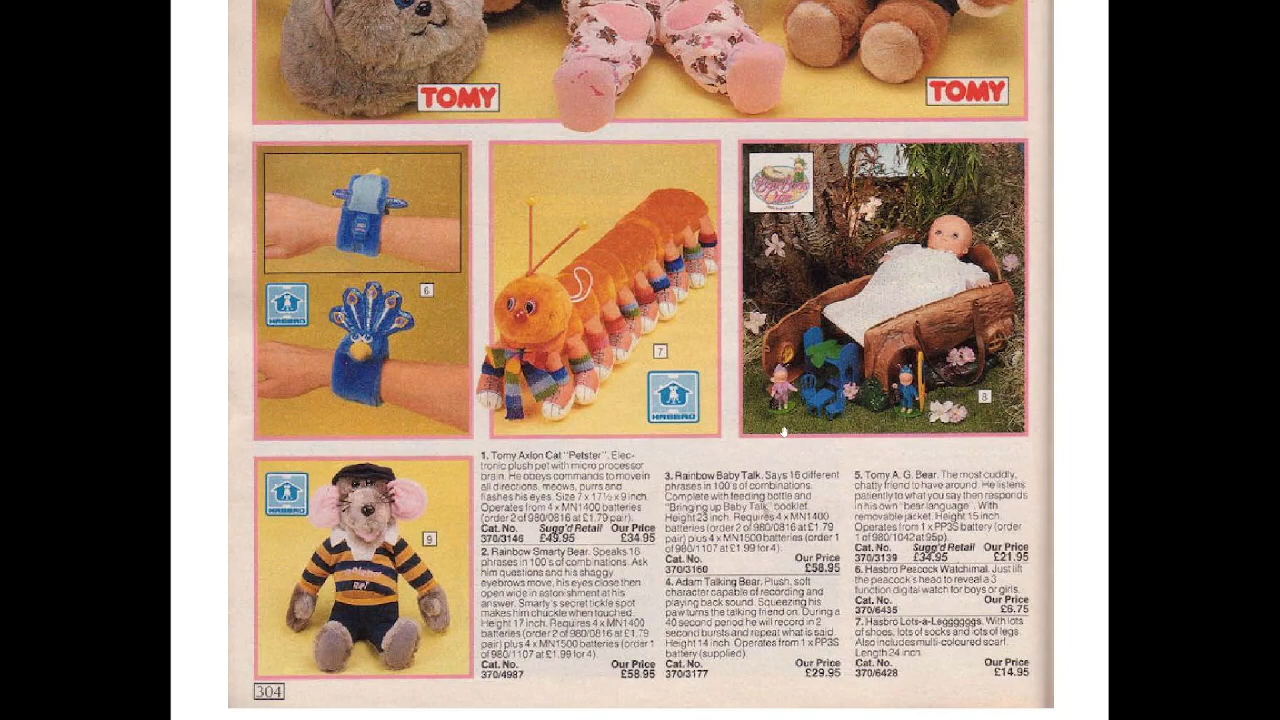 TOMY
TOMY
6
HASBRO
7
HASBRO
8
9
1. Tomy Axlon Cat "Petster". Elec-
tronic plush pet with micro processor
brain. He obeys commands to move in
all directions, meows, purrs and
flashes his eyes. Size 7 x 17½ x 9 inch.
Operates from 4 x MN1400 batteries
(order 2 of 980/0816 at £1.79 pair).
Cat. No. Sugg'd Retail Our Price
370/3146 £49.95 £34.95
2. Rainbow Smarty Bear. Speaks 16
phrases in 100's of combinations. Ask
him questions and his shaggy
eyebrows move, his eyes close then
open wide in astonishment at his
answer. Smarty's secret tickle spot
makes him chuckle when touched.
Height 17 inch. Requires 4 x MN1400
batteries (order 2 of 980/0816 at £1.79
pair) plus 4 x MN1500 batteries (order 1
of 980/1107 at £1.99 for 4).
Cat. No. Our Price
370/4987 £58.95
3. Rainbow Baby Talk. Says 16 different
phrases in 100's of combinations.
Complete with feeding bottle and
"Bringing up Baby Talk" booklet.
Height 23 inch. Requires 4 x MN1400
batteries (order 2 of 980/0816 at £1.79
pair) plus 4 x MN1500 batteries (order 1
of 980/1107 at £1.99 for 4).
Cat. No. Our Price
370/3160 £58.95
4. Adam Talking Bear. Plush, soft
character capable of recording and
playing back sound. Squeezing his
paw turns the talking friend on. During a
40 second period he will record in 2
second bursts and repeat what is said.
Height 14 inch. Operates from 1 x PP3S
battery (supplied).
Cat. No. Our Price
370/3177 £29.95
5. Tomy A.G. Bear. The most cuddly,
chatty friend to have around. He listens
patiently to what you say then responds
in his own "bear language". With
removable jacket. Height 15 inch.
Operates from 1 x PP3S battery (order
1 of 980/1042 at 95p).
Cat. No. Sugg'd Retail Our Price
370/3139 £34.95 £21.95
6. Hasbro Peacock Watchimal. Just lift
the peacock's head to reveal a 3
function digital watch for boys or girls.
Cat. No. Our Price
370/6435 £6.75
7. Hasbro Lots-a-Leggggggs. With lots
of shoes, lots of socks and lots of legs.
Also includes multi-coloured scarf.
Length 24 inch.
Cat. No. Our Price
370/6428 £14.95
304